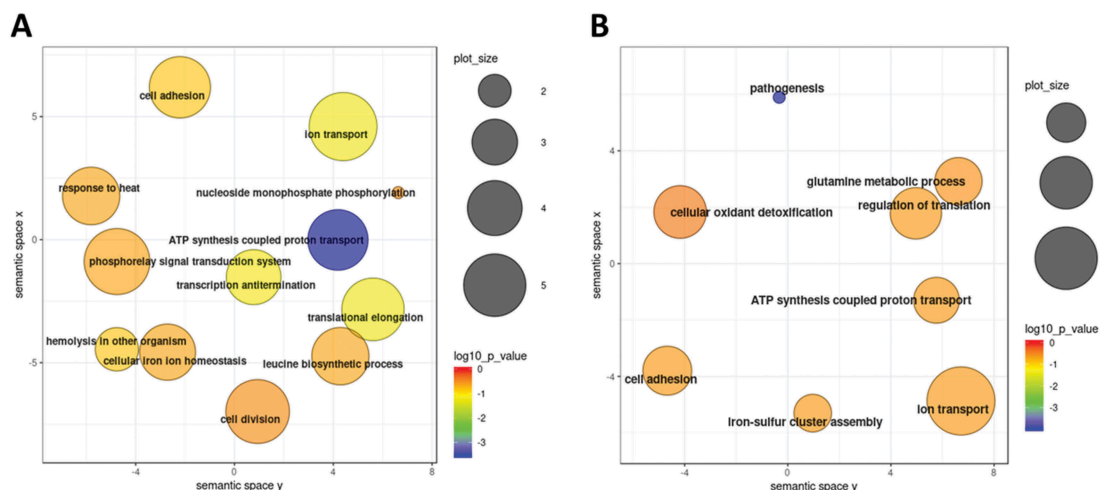 A
cell adhesion
ion transport
response to heat
nucleoside monophosphate phosphorylation
ATP synthesis coupled proton transport
phosphorelay signal transduction system
transcription antitermination
translational elongation
hemolysis in other organism
cellular iron ion homeostasis
leucine biosynthetic process
cell division
5
0
-5
-4
0
4
8
semantic space x
semantic space y
plot_size
2
3
4
5
log10_p_value
0
-1
-2
-3
B
pathogenesis
glutamine metabolic process
regulation of translation
cellular oxidant detoxification
ATP synthesis coupled proton transport
cell adhesion
Ion transport
Iron-sulfur cluster assembly
4
0
-4
-4
0
4
8
semantic space x
semantic space y
plot_size
log10_p_value
0
-1
-2
-3